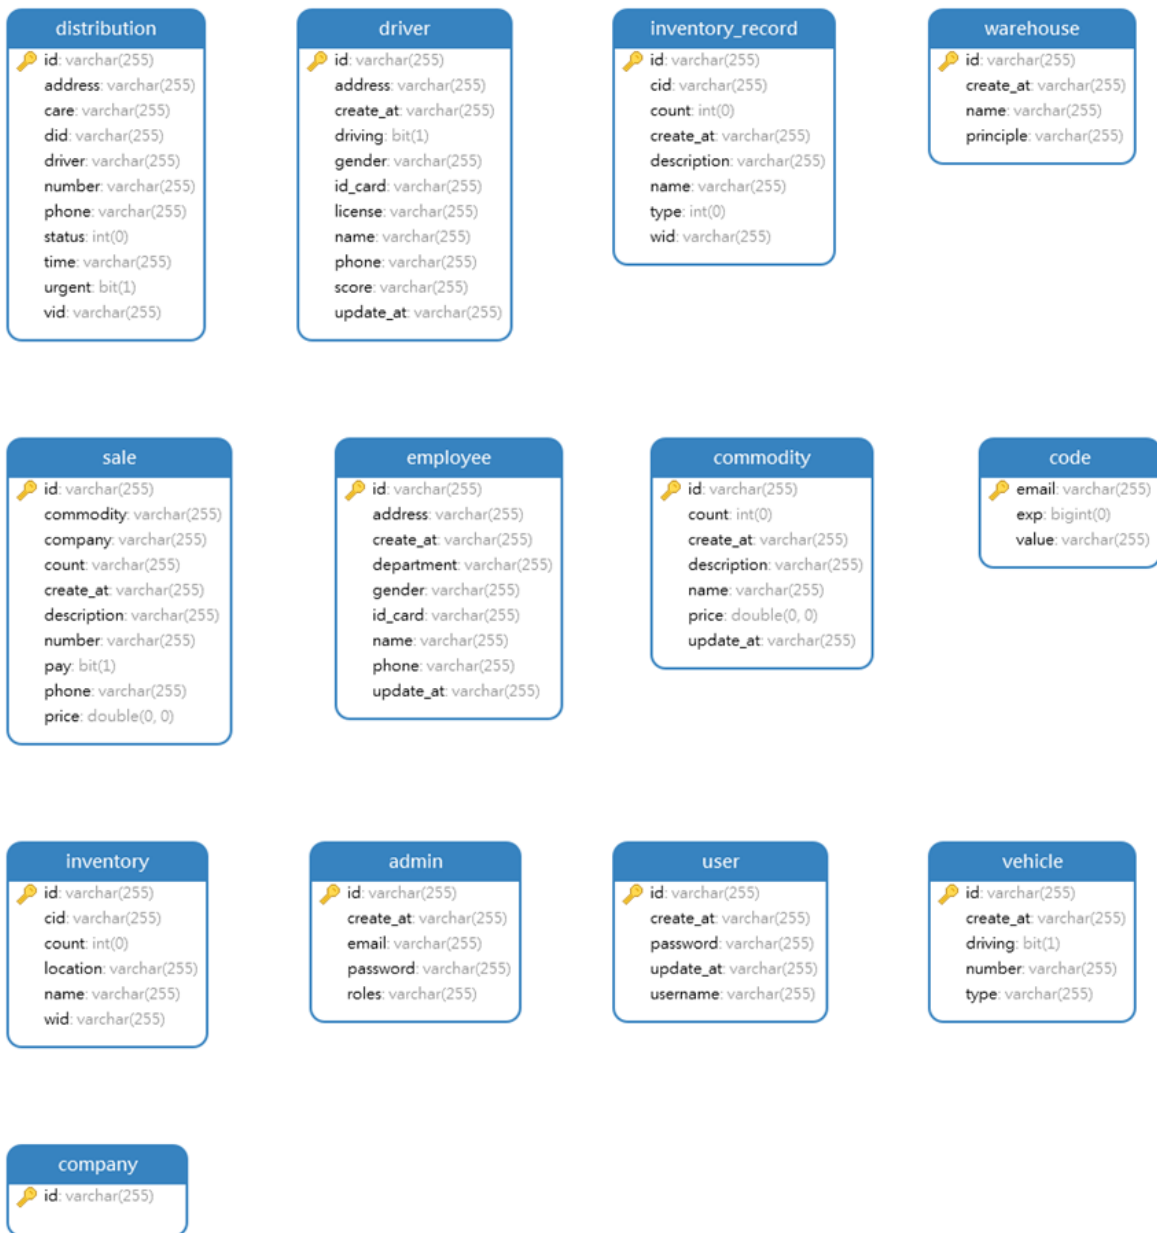 distribution
id: varchar(255)
address: varchar(255)
care: varchar(255)
did: varchar(255)
driver: varchar(255)
number: varchar(255)
phone: varchar(255)
status: int(0)
time: varchar(255)
urgent: bit(1)
vid: varchar(255)
driver
id: varchar(255)
address: varchar(255)
create_at: varchar(255)
driving: bit(1)
gender: varchar(255)
id_card: varchar(255)
license: varchar(255)
name: varchar(255)
phone: varchar(255)
score: varchar(255)
update_at: varchar(255)
inventory_record
id: varchar(255)
cid: varchar(255)
count: int(0)
create_at: varchar(255)
description: varchar(255)
name: varchar(255)
type: int(0)
wid: varchar(255)
warehouse
id: varchar(255)
create_at: varchar(255)
name: varchar(255)
principle: varchar(255)
sale
id: varchar(255)
commodity: varchar(255)
company: varchar(255)
count: varchar(255)
create_at: varchar(255)
description: varchar(255)
number: varchar(255)
pay: bit(1)
phone: varchar(255)
price: double(0, 0)
employee
id: varchar(255)
address: varchar(255)
create_at: varchar(255)
department: varchar(255)
gender: varchar(255)
id_card: varchar(255)
name: varchar(255)
phone: varchar(255)
update_at: varchar(255)
commodity
id: varchar(255)
count: int(0)
create_at: varchar(255)
description: varchar(255)
name: varchar(255)
price: double(0, 0)
update_at: varchar(255)
code
email: varchar(255)
exp: bigint(0)
value: varchar(255)
inventory
id: varchar(255)
cid: varchar(255)
count: int(0)
location: varchar(255)
name: varchar(255)
wid: varchar(255)
admin
id: varchar(255)
create_at: varchar(255)
email: varchar(255)
password: varchar(255)
roles: varchar(255)
user
id: varchar(255)
create_at: varchar(255)
password: varchar(255)
update_at: varchar(255)
username: varchar(255)
vehicle
id: varchar(255)
create_at: varchar(255)
driving: bit(1)
number: varchar(255)
type: varchar(255)
company
id: varchar(255)